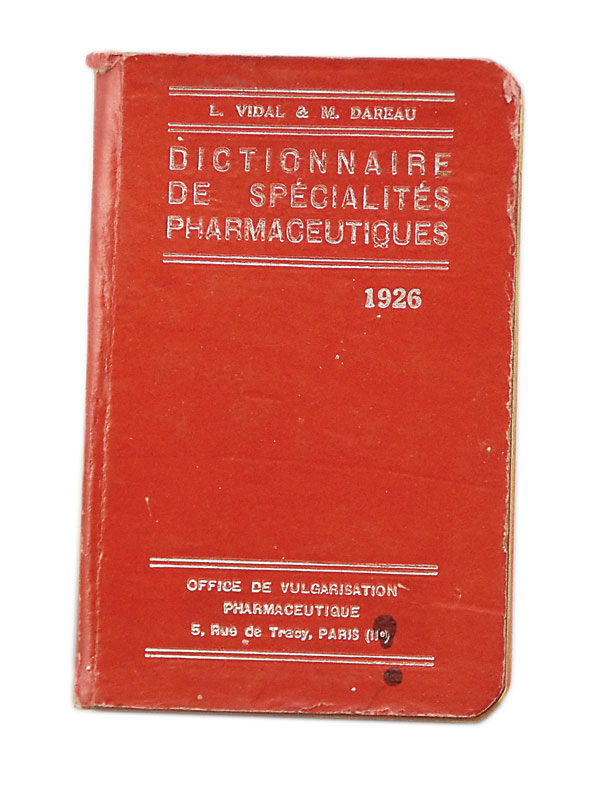 L. VIDAL & M. DAREAU
DICTIONNAIRE
DE SPÉCIALITÉS
PHARMACEUTIQUES
1926
OFFICE DE VULGARISATION
PHARMACEUTIQUE
5, Rue de Tracy, PARIS (IIᵉ)